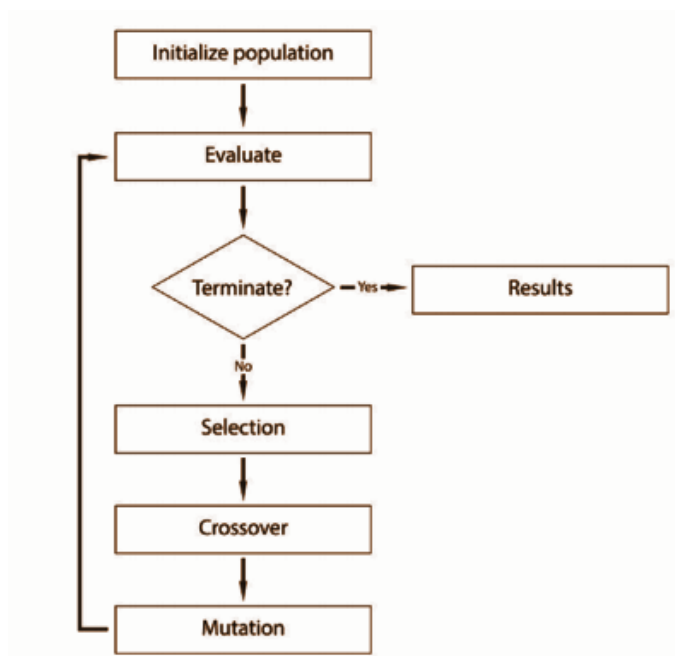 Initialize population
Evaluate
Terminate?
Yes
Results
No
Selection
Crossover
Mutation